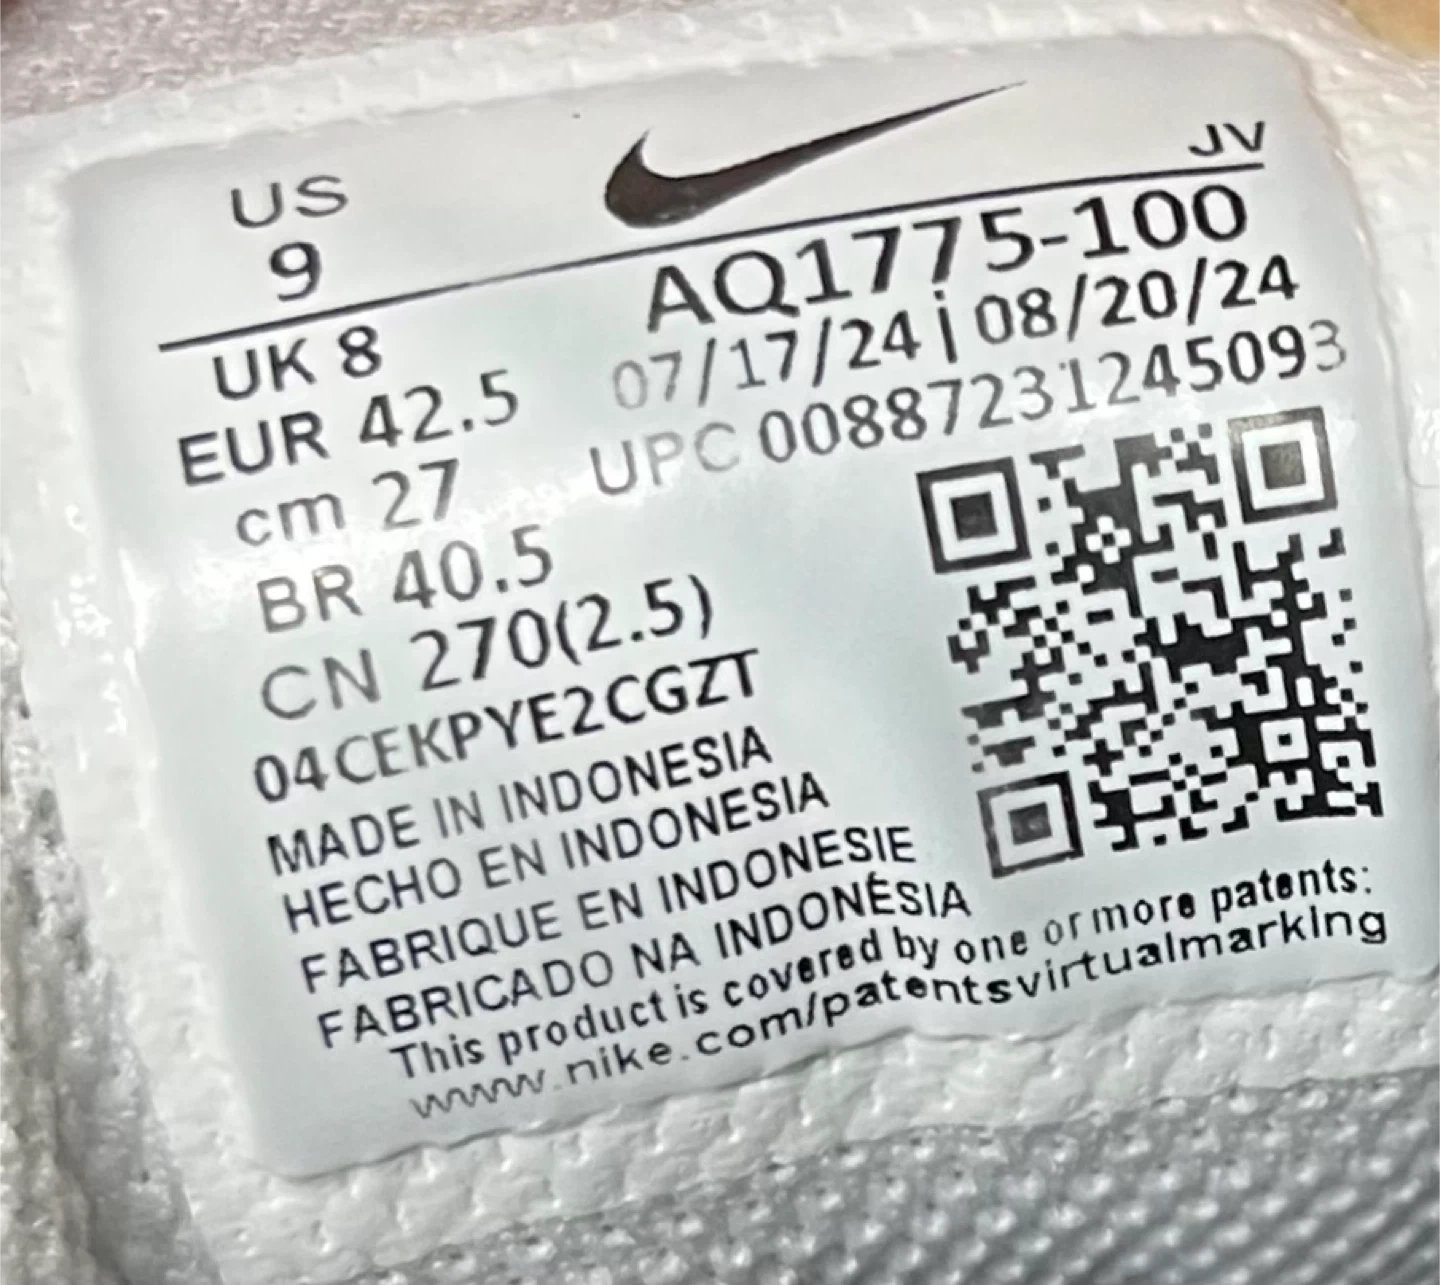 US
9
JV
UK 8
EUR 42.5
cm 27
BR 40.5
CN 270(2.5)
AQ1775-100
07/17/24 | 08/20/24
UPC 00887231245093
04CEKPYE2CGZT
MADE IN INDONESIA
HECHO EN INDONESIA
FABRIQUE EN INDONESIE
FABRICADO NA INDONÉSIA
This product is covered by one or more patents:
www.nike.com/patentsvirtualmarking